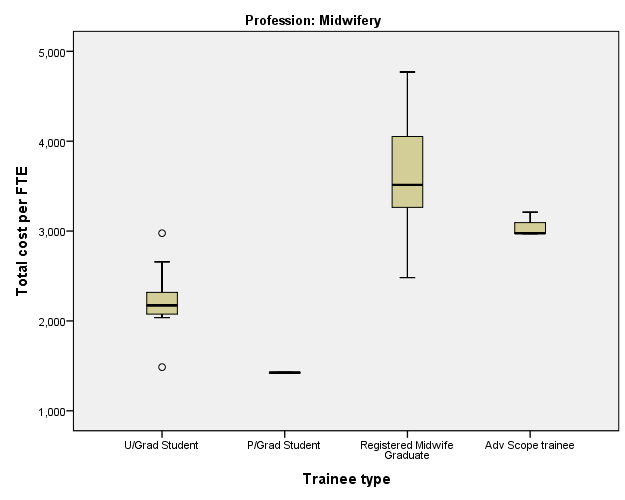 Profession: Midwifery
5,000
4,000
3,000
2,000
1,000
Total cost per FTE
U/Grad Student
P/Grad Student
Registered Midwife
Graduate
Adv Scope trainee
Trainee type